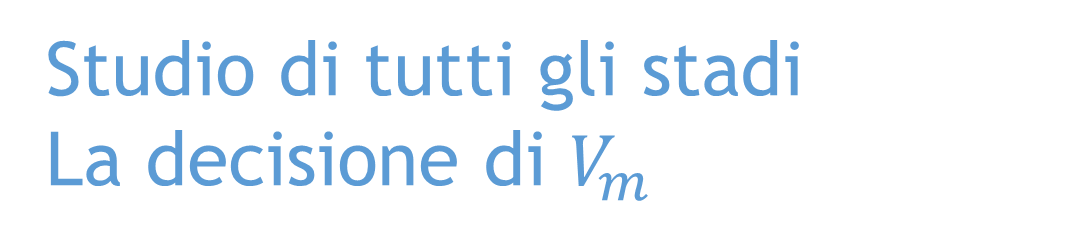 Studio di tutti gli stadi
La decisione di Vₘ